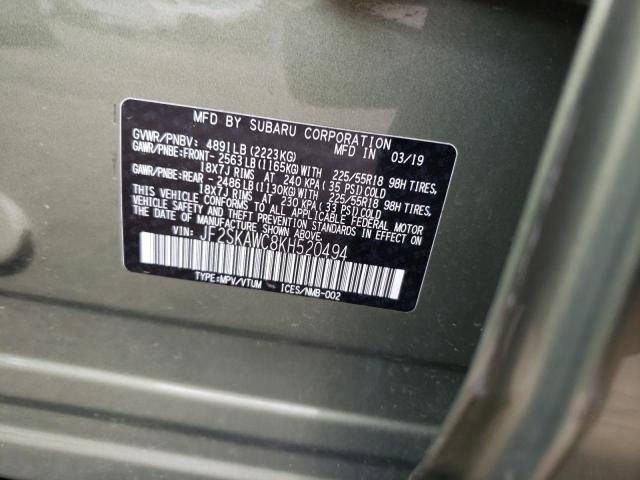 MFD BY SUBARU CORPORATION
GVWR/PNBV: 4891LB (2223KG) MFD IN 03/19
GAWR/PNBE:FRONT- 2563LB(1165KG)WITH 225/55R18 98H TIRES,
18X7J RIMS AT 240 KPA( 35 PSI)COLD
GAWR/PNBE:REAR -2486LB(1130KG)WITH 225/55R18 98H TIRES,
18X7J RIMS AT 230 KPA( 33 PSI)COLD
THIS VEHICLE CONFORMS TO ALL APPLICABLE FEDERAL MOTOR
VEHICLE SAFETY AND THEFT PREVENTION STANDARDS IN EFFECT ON THE
DATE OF MANUFACTURE SHOWN ABOVE.
VIN: JF2SKAWC8KH520494
TYPE:MPV/VTUM ICES/NMB-002